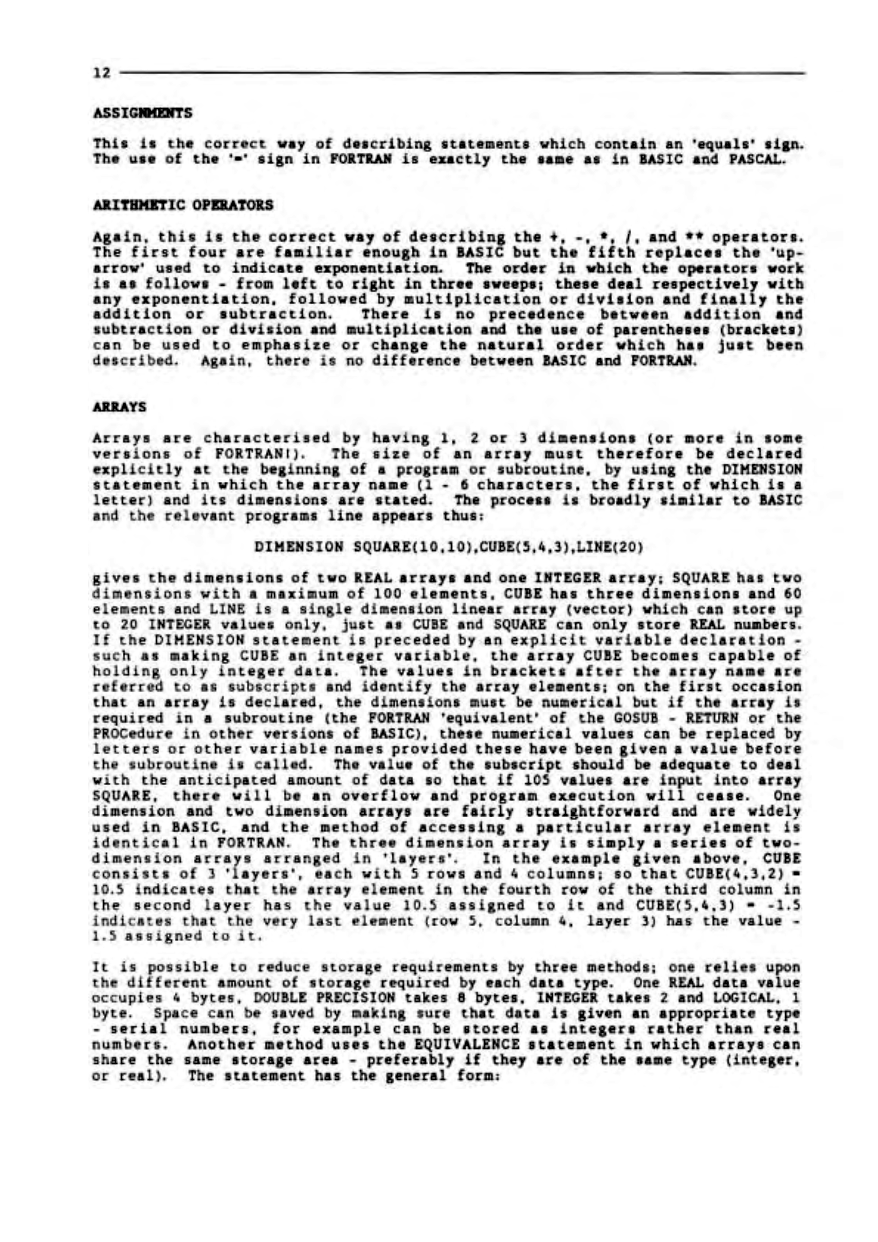 12
ASSIGNMENTS
This is the correct way of describing statements which contain an 'equals' sign.
The use of the '=' sign in FORTRAN is exactly the same as in BASIC and PASCAL.
ARITHMETIC OPERATORS
Again, this is the correct way of describing the +, -, *, /, and ** operators.
The first four are familiar enough in BASIC but the fifth replaces the 'up-
arrow' used to indicate exponentiation. The order in which the operators work
is as follows - from left to right in three sweeps; these deal respectively with
any exponentiation, followed by multiplication or division and finally the
addition or subtraction. There is no precedence between addition and
subtraction or division and multiplication and the use of parentheses (brackets)
can be used to emphasize or change the natural order which has just been
described. Again, there is no difference between BASIC and FORTRAN.
ARRAYS
Arrays are characterised by having 1, 2 or 3 dimensions (or more in some
versions of FORTRAN!). The size of an array must therefore be declared
explicitly at the beginning of a program or subroutine, by using the DIMENSION
statement in which the array name (1 - 6 characters, the first of which is a
letter) and its dimensions are stated. The process is broadly similar to BASIC
and the relevant programs line appears thus:
DIMENSION SQUARE(10,10),CUBE(5,4,3),LINE(20)
gives the dimensions of two REAL arrays and one INTEGER array; SQUARE has two
dimensions with a maximum of 100 elements, CUBE has three dimensions and 60
elements and LINE is a single dimension linear array (vector) which can store up
to 20 INTEGER values only, just as CUBE and SQUARE can only store REAL numbers.
If the DIMENSION statement is preceded by an explicit variable declaration -
such as making CUBE an integer variable, the array CUBE becomes capable of
holding only integer data. The values in brackets after the array name are
referred to as subscripts and identify the array elements; on the first occasion
that an array is declared, the dimensions must be numerical but if the array is
required in a subroutine (the FORTRAN 'equivalent' of the GOSUB - RETURN or the
PROCedure in other versions of BASIC), these numerical values can be replaced by
letters or other variable names provided these have been given a value before
the subroutine is called. The value of the subscript should be adequate to deal
with the anticipated amount of data so that if 105 values are input into array
SQUARE, there will be an overflow and program execution will cease. One
dimension and two dimension arrays are fairly straightforward and are widely
used in BASIC, and the method of accessing a particular array element is
identical in FORTRAN. The three dimension array is simply a series of two-
dimension arrays arranged in 'layers'. In the example given above, CUBE
consists of 3 'layers', each with 5 rows and 4 columns; so that CUBE(4,3,2) =
10.5 indicates that the array element in the fourth row of the third column in
the second layer has the value 10.5 assigned to it and CUBE(5,4,3) = -1.5
indicates that the very last element (row 5, column 4, layer 3) has the value -
1.5 assigned to it.
It is possible to reduce storage requirements by three methods; one relies upon
the different amount of storage required by each data type. One REAL data value
occupies 4 bytes, DOUBLE PRECISION takes 8 bytes, INTEGER takes 2 and LOGICAL, 1
byte. Space can be saved by making sure that data is given an appropriate type
- serial numbers, for example can be stored as integers rather than real
numbers. Another method uses the EQUIVALENCE statement in which arrays can
share the same storage area - preferably if they are of the same type (integer,
or real). The statement has the general form: